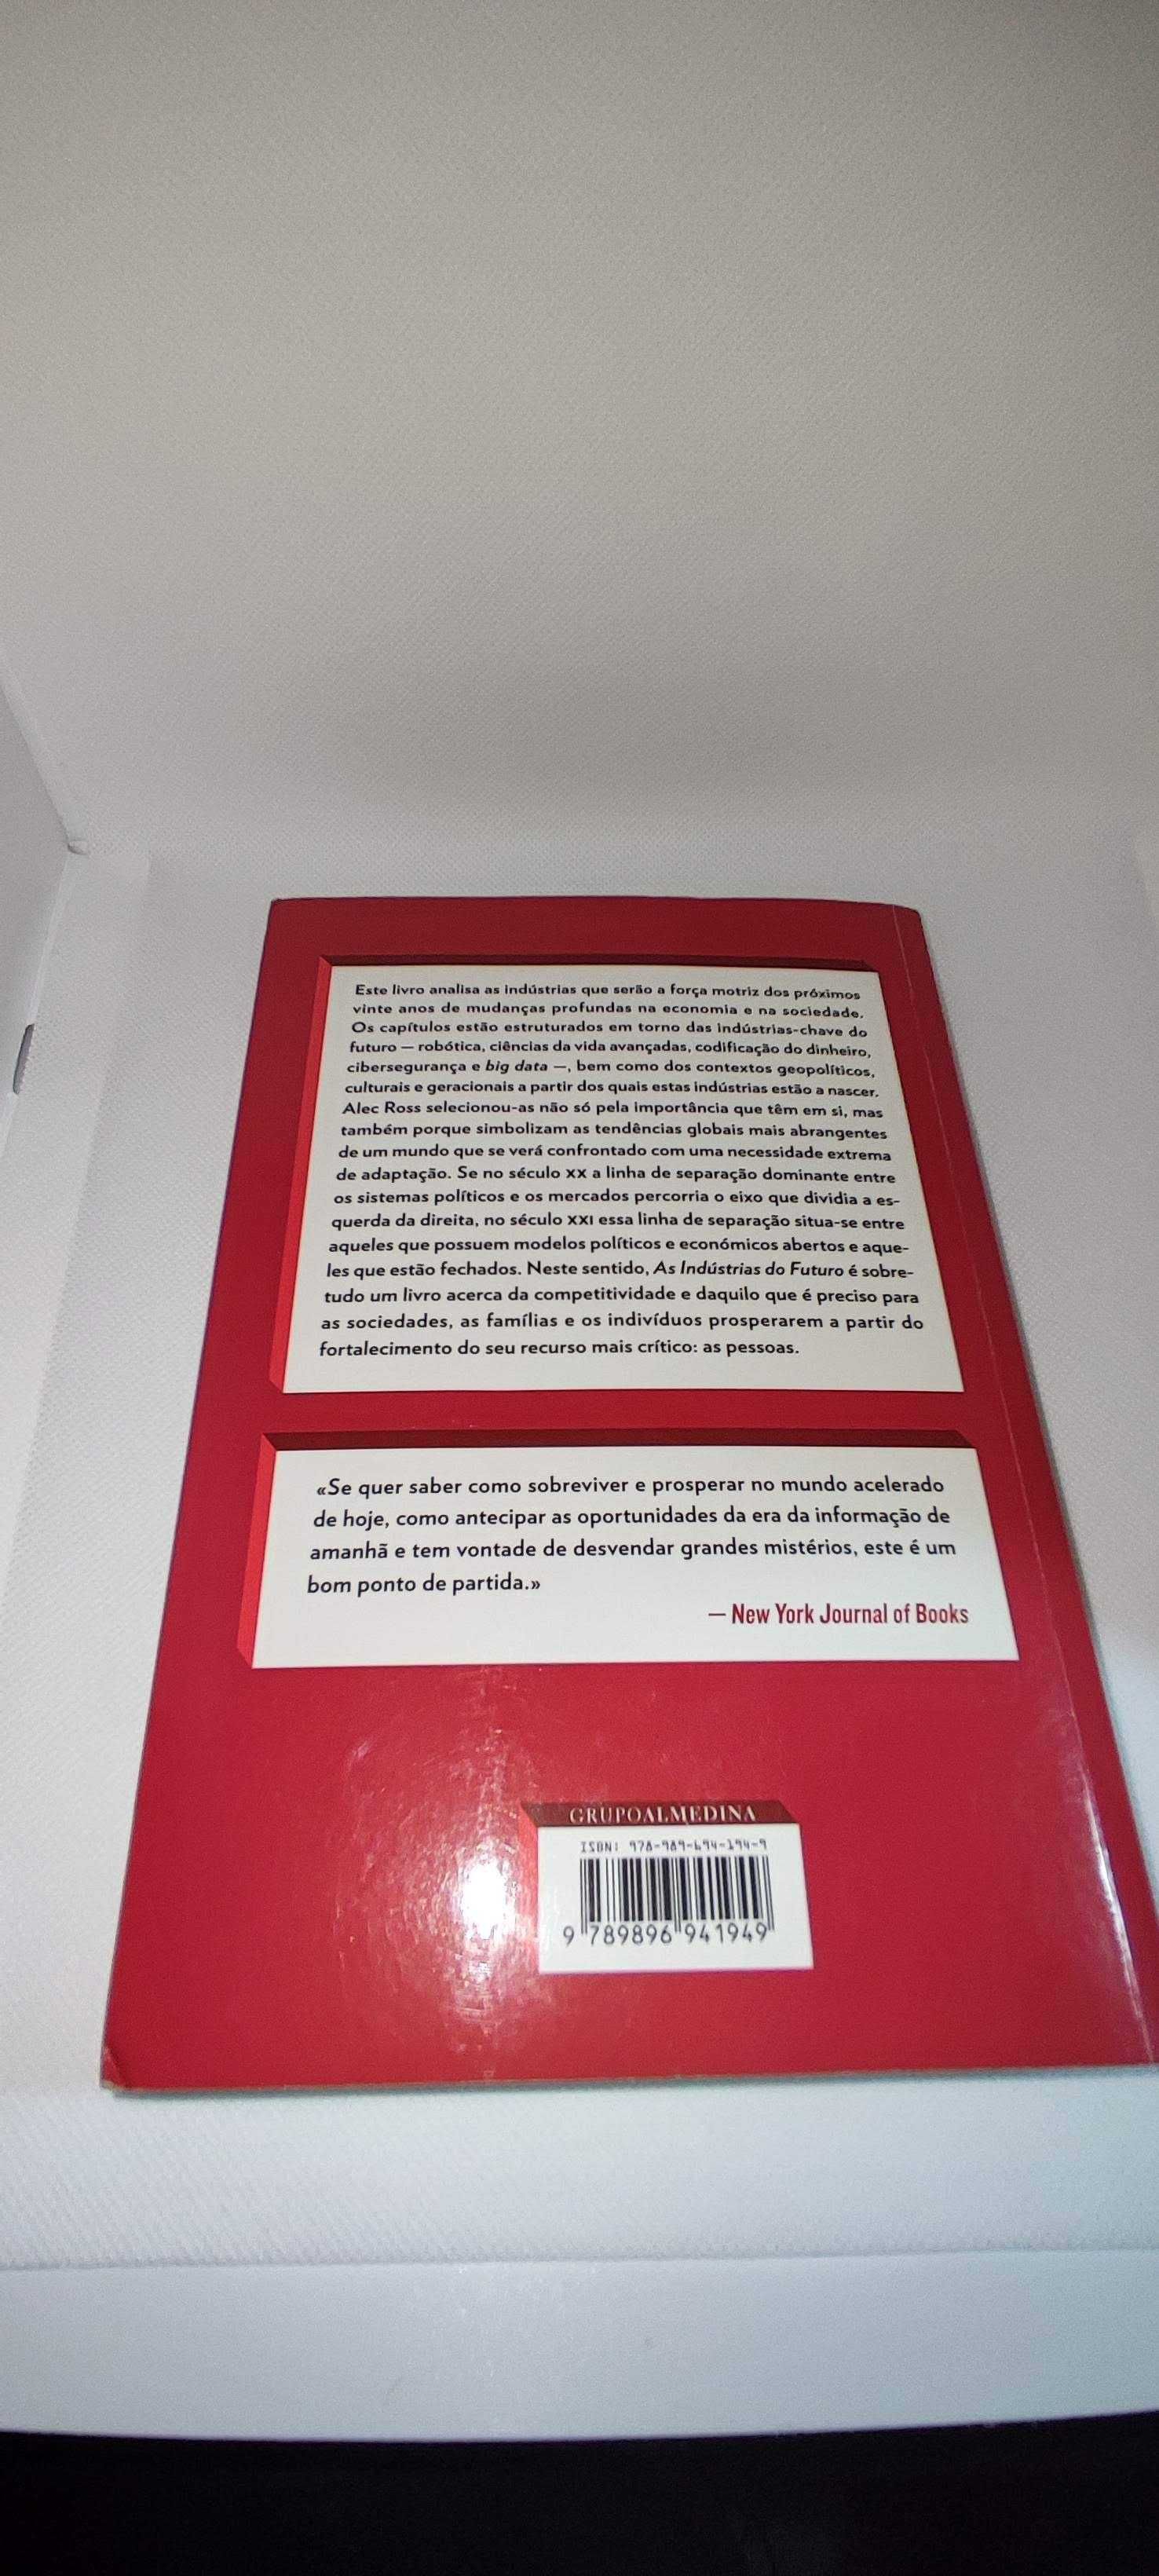 Este livro analisa as indústrias que serão a força motriz dos próximos
vinte anos de mudanças profundas na economia e na sociedade.
Os capítulos estão estruturados em torno das indústrias-chave do
futuro — robótica, ciências da vida avançadas, codificação do dinheiro,
cibersegurança e big data —, bem como dos contextos geopolíticos,
culturais e geracionais a partir dos quais estas indústrias estão a nascer.
Alec Ross selecionou-as não só pela importância que têm em si, mas
também porque simbolizam as tendências globais mais abrangentes
de um mundo que se verá confrontado com uma necessidade extrema
de adaptação. Se no século XX a linha de separação dominante entre
os sistemas políticos e os mercados percorria o eixo que dividia a es-
querda da direita, no século XXI essa linha de separação situa-se entre
aqueles que possuem modelos políticos e económicos abertos e aque-
les que estão fechados. Neste sentido, As Indústrias do Futuro é sobre-
tudo um livro acerca da competitividade e daquilo que é preciso para
as sociedades, as famílias e os indivíduos prosperarem a partir do
fortalecimento do seu recurso mais crítico: as pessoas.
«Se quer saber como sobreviver e prosperar no mundo acelerado
de hoje, como antecipar as oportunidades da era da informação de
amanhã e tem vontade de desvendar grandes mistérios, este é um
bom ponto de partida.»
— New York Journal of Books
GRUPOALMEDINA
ISBN: 978-989-694-194-9
9 789896 941949